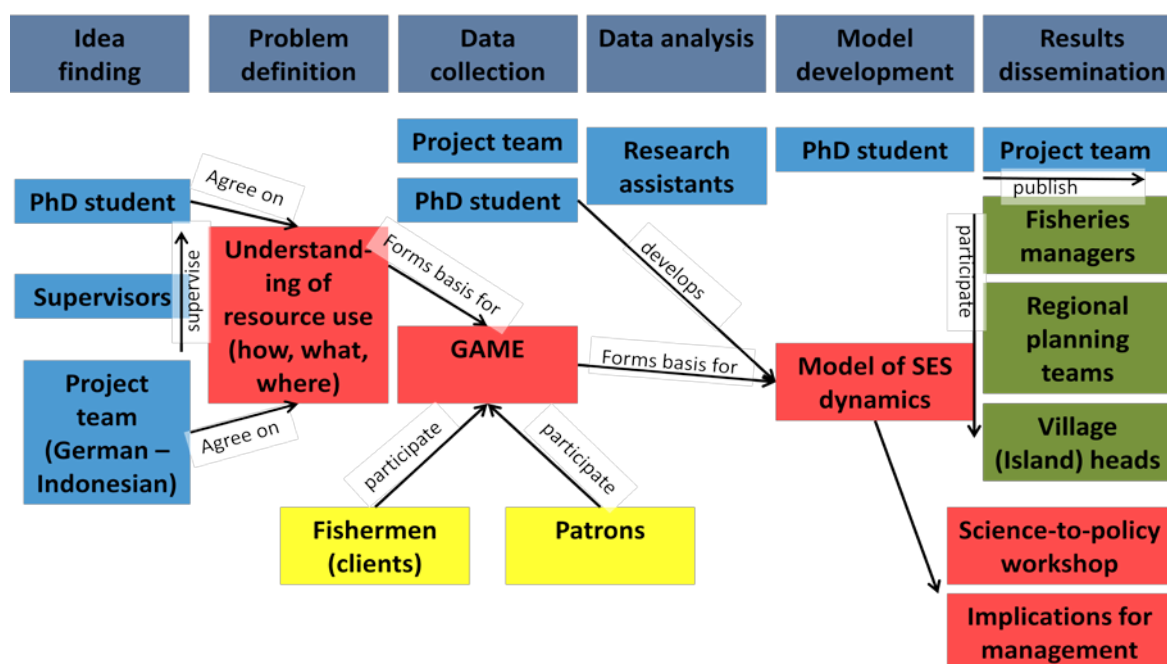 Idea
finding
Problem
definition
Data
collection
Data analysis
Model
development
Results
dissemination
PhD student
Supervisors
Project
team
(German –
Indonesian)
supervise
Agree on
Agree on
Understand-
ing of
resource use
(how, what,
where)
Forms basis for
Project team
PhD student
GAME
participate
participate
Fishermen
(clients)
Patrons
Research
assistants
develops
Forms basis for
PhD student
Model of SES
dynamics
Project team
publish
participate
Fisheries
managers
Regional
planning
teams
Village
(Island) heads
Science-to-policy
workshop
Implications for
management